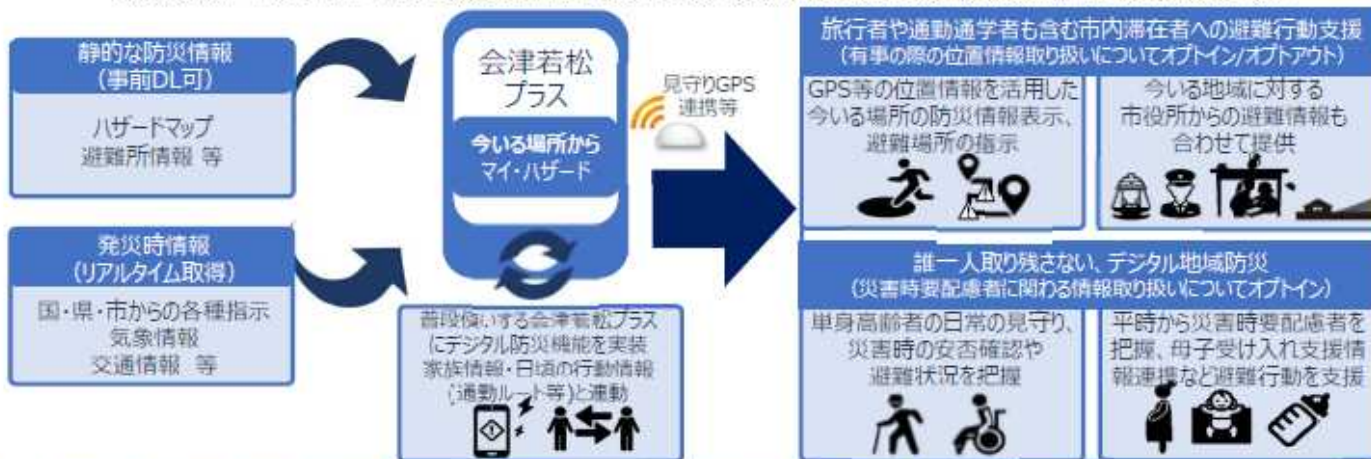 静的な防災情報
(事前DL可)
ハザードマップ
避難所情報 等
発災時情報
(リアルタイム取得)
国・県・市からの各種指示
気象情報
交通情報 等
会津若松
プラス
今いる場所から
マイ・ハザード
見守りGPS
連携等
普段使いする会津若松プラス
にデジタル防災機能を実装
家族情報・日頃の行動情報
(通勤ルート等)と連動
旅行者や通勤通学者も含む市内滞在者への避難行動支援
(有事の際の位置情報取り扱いについてオプトイン/オプトアウト)
GPS等の位置情報を活用した
今いる場所の防災情報表示、
避難場所の指示
今いる地域に対する
市役所からの避難情報も
合わせて提供
誰一人取り残さない、デジタル地域防災
(災害時要配慮者に関わる情報取り扱いについてオプトイン)
単身高齢者の日常の見守り、
災害時の安否確認や
避難状況を把握
平時から災害時要配慮者を
把握、母子受け入れ支援情
報連携など避難行動を支援